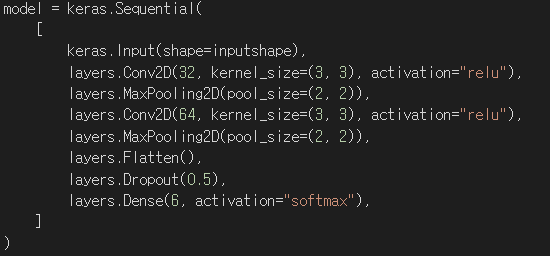 model = keras.Sequential(
    [
        keras.Input(shape=inputshape),
        layers.Conv2D(32, kernel_size=(3, 3), activation="relu"),
        layers.MaxPooling2D(pool_size=(2, 2)),
        layers.Conv2D(64, kernel_size=(3, 3), activation="relu"),
        layers.MaxPooling2D(pool_size=(2, 2)),
        layers.Flatten(),
        layers.Dropout(0.5),
        layers.Dense(6, activation="softmax"),
    ]
)